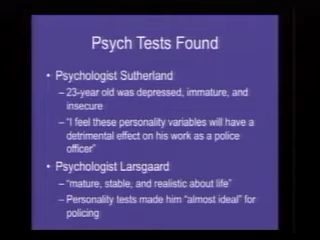 Psych Tests Found
• Psychologist Sutherland
– 23-year old was depressed, immature, and
insecure
– “I feel these personality variables will have a
detrimental effect on his work as a police
officer”
• Psychologist Larsgaard
– “mature, stable, and realistic about life”
– Personality tests made him “almost ideal” for
policing